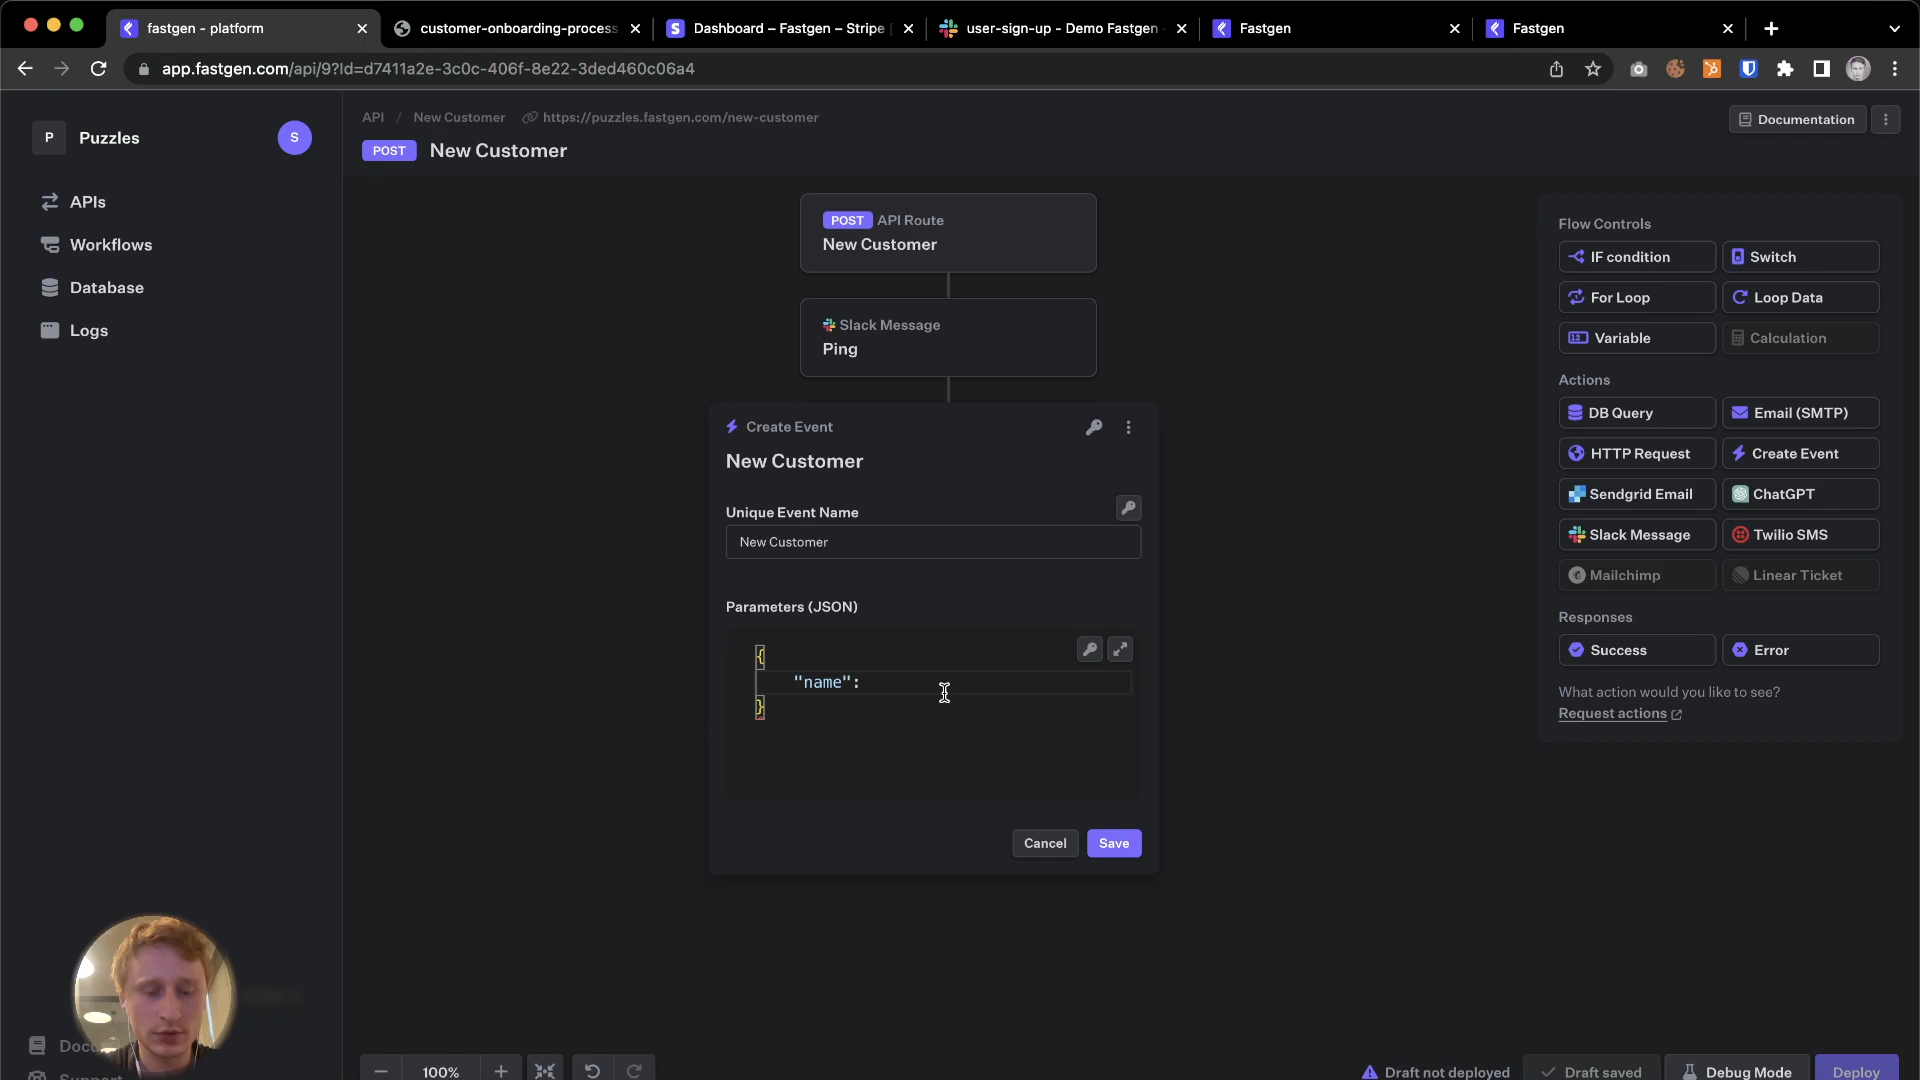 fastgen - platform
customer-onboarding-process
Dashboard – Fastgen – Stripe
user-sign-up - Demo Fastgen
Fastgen
Fastgen
app.fastgen.com/api/9?Id=d7411a2e-3c0c-406f-8e22-3ded460c06a4
P
Puzzles
S
APIs
Workflows
Database
Logs
API / New Customer https://puzzles.fastgen.com/new-customer
POST New Customer
Documentation
POST API Route
New Customer
Slack Message
Ping
Create Event
New Customer
Unique Event Name
New Customer
Parameters (JSON)
{
"name":
}
Cancel
Save
Flow Controls
IF condition
Switch
For Loop
Loop Data
Variable
Calculation
Actions
DB Query
Email (SMTP)
HTTP Request
Create Event
Sendgrid Email
ChatGPT
Slack Message
Twilio SMS
Mailchimp
Linear Ticket
Responses
Success
Error
What action would you like to see?
Request actions
100%
Draft not deployed
Draft saved
Debug Mode
Deploy